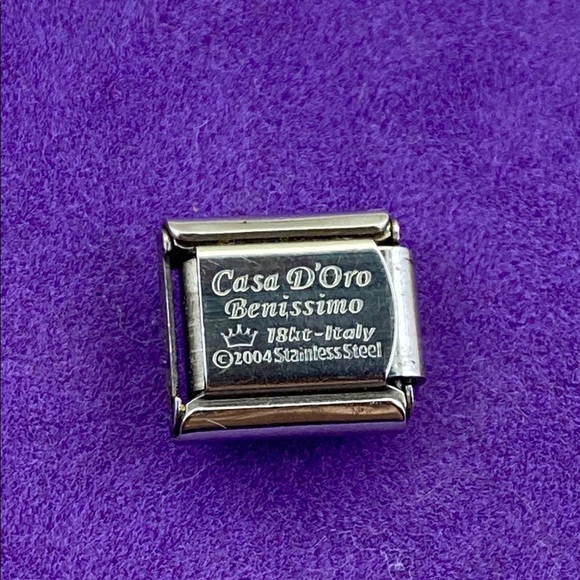 Casa D'Oro
Benissimo
18kt-Italy
©2004 Stainless Steel